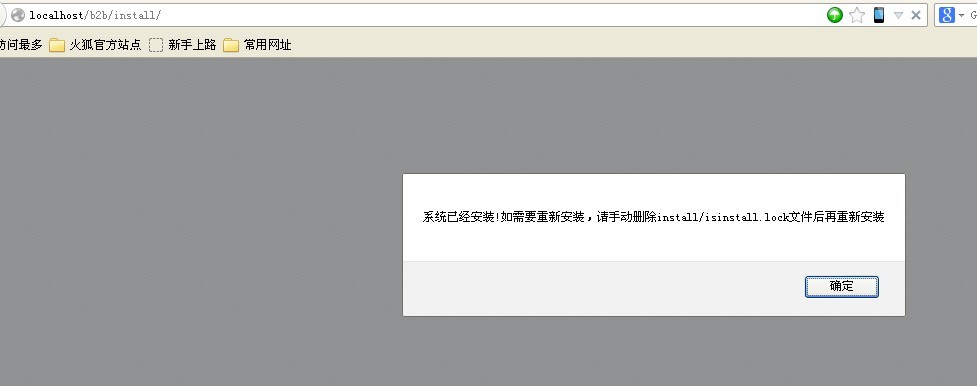 localhost/b2b/install/
访问最多 火狐官方站点 新手上路 常用网址
系统已经安装!如需要重新安装，请手动删除install/isinstall.lock文件后再重新安装
确定